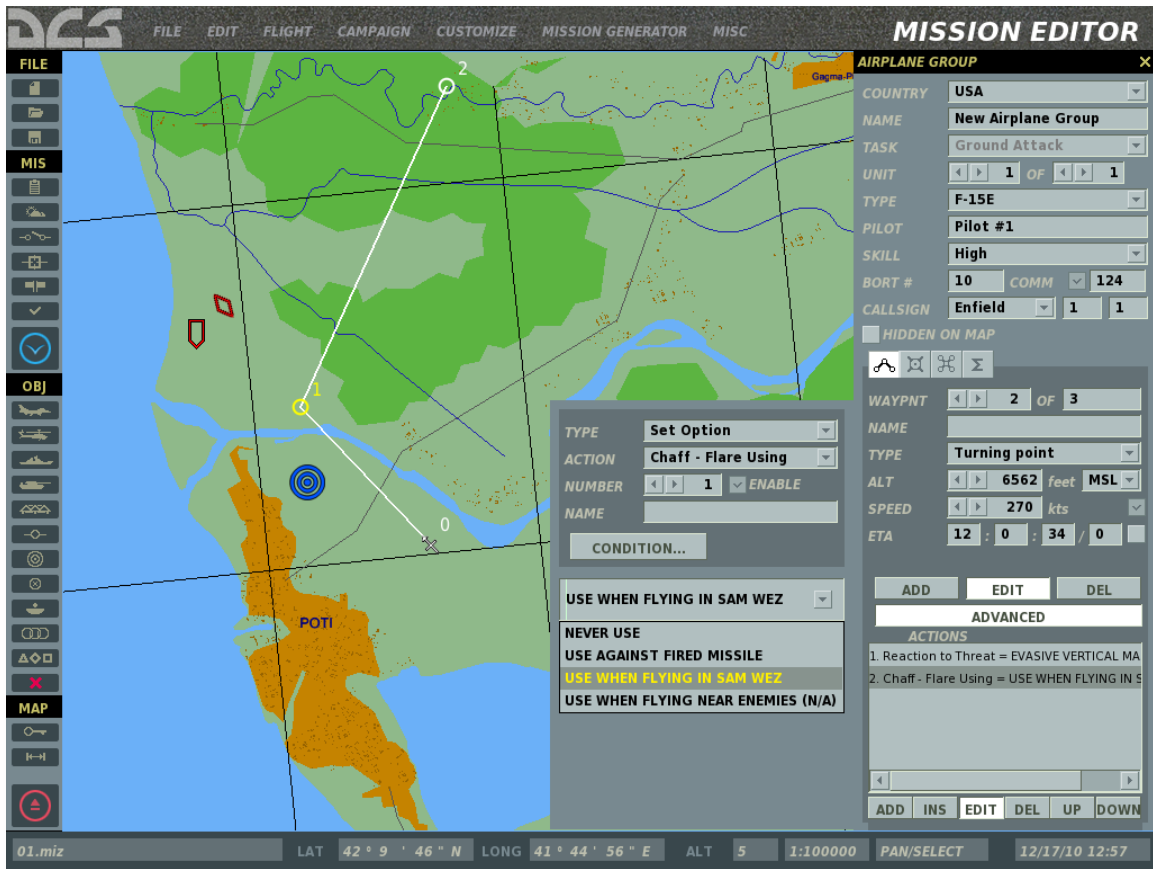 DCS
FILE EDIT FLIGHT CAMPAIGN CUSTOMIZE MISSION GENERATOR MISC
MISSION EDITOR
FILE
MIS
OBJ
MAP
2
1
0
POTI
AIRPLANE GROUP
COUNTRY USA
NAME New Airplane Group
TASK Ground Attack
UNIT 1 OF 1
TYPE F-15E
PILOT Pilot #1
SKILL High
BORT # 10 COMM 124
CALLSIGN Enfield 1 1
HIDDEN ON MAP
Σ
WAYPNT 2 OF 3
NAME
TYPE Turning point
ALT 6562 feet MSL
SPEED 270 kts
ETA 12 : 0 : 34 / 0
ADD EDIT DEL
ADVANCED
ACTIONS
1. Reaction to Threat = EVASIVE VERTICAL MA
2. Chaff - Flare Using = USE WHEN FLYING IN S
ADD INS EDIT DEL UP DOWN
TYPE Set Option
ACTION Chaff - Flare Using
NUMBER 1 ENABLE
NAME
CONDITION...
USE WHEN FLYING IN SAM WEZ
NEVER USE
USE AGAINST FIRED MISSILE
USE WHEN FLYING IN SAM WEZ
USE WHEN FLYING NEAR ENEMIES (N/A)
01.miz LAT 42 ° 9 ' 46 " N LONG 41 ° 44 ' 56 " E ALT 5 1:100000 PAN/SELECT 12/17/10 12:57